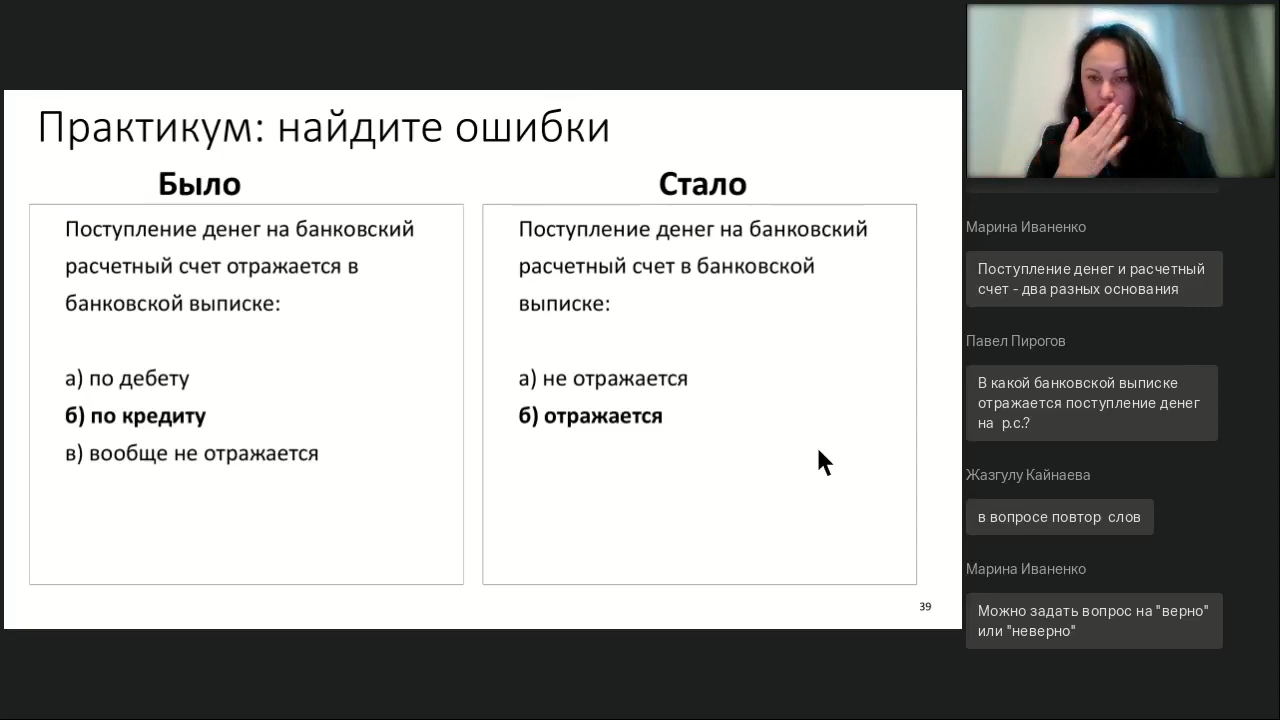 Практикум: найдите ошибки
Было
Поступление денег на банковский
расчетный счет отражается в
банковской выписке:
а) по дебету
б) по кредиту
в) вообще не отражается
Стало
Поступление денег на банковский
расчетный счет в банковской
выписке:
а) не отражается
б) отражается
39
Марина Иваненко
Поступление денег и расчетный
счет - два разных основания
Павел Пирогов
В какой банковской выписке
отражается поступление денег
на р.с.?
Жазгулу Кайнаева
в вопросе повтор слов
Марина Иваненко
Можно задать вопрос на "верно"
или "неверно"